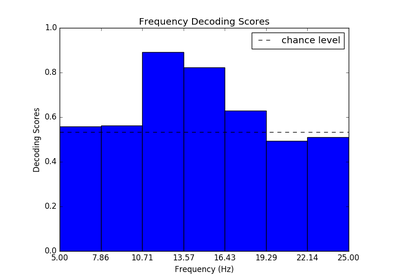 Frequency Decoding Scores
chance level
Decoding Scores
1.0
0.8
0.6
0.4
0.2
0.0
5.00 7.86 10.71 13.57 16.43 19.29 22.14 25.00
Frequency (Hz)